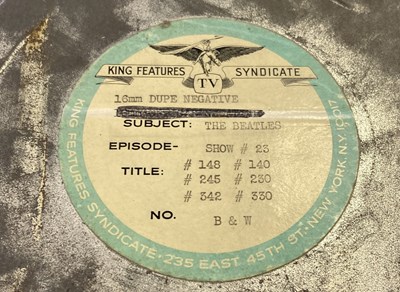 KING FEATURES SYNDICATE
TV
16mm DUPE NEGATIVE
SUBJECT: THE BEATLES
EPISODE- SHOW # 23
TITLE: # 148 # 140
# 245 # 230
# 342 # 330
NO. B & W
KING FEATURES SYNDICATE • 235 EAST 45TH ST. • NEW YORK, N.Y. 10017